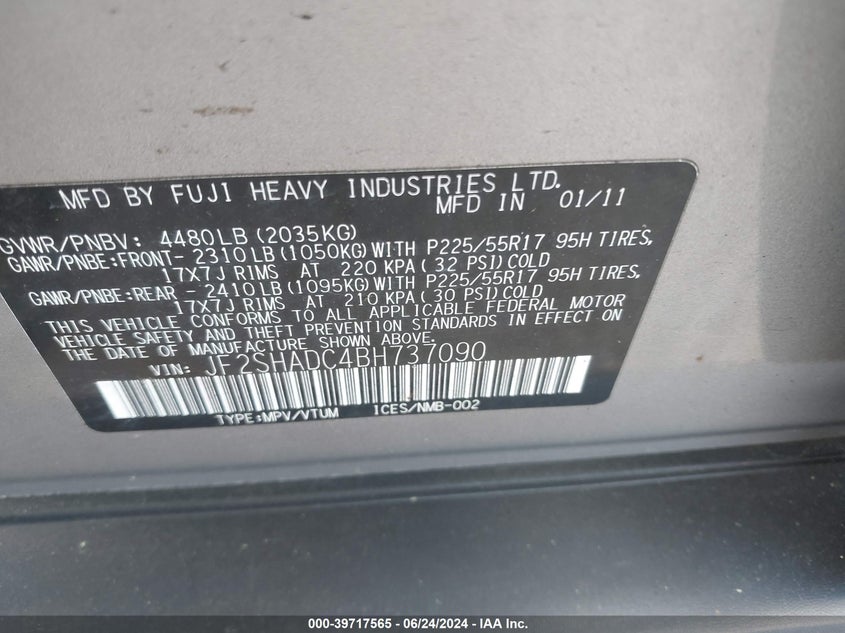 MFD BY FUJI HEAVY INDUSTRIES LTD.
MFD IN 01/11
GVWR/PNBV: 4480LB (2035KG)
GAWR/PNBE:FRONT- 2310LB(1050KG)WITH P225/55R17 95H TIRES,
17X7J RIMS AT 220 KPA( 32 PSI)COLD
GAWR/PNBE:REAR - 2410LB(1095KG)WITH P225/55R17 95H TIRES,
17X7J RIMS AT 210 KPA( 30 PSI)COLD
THIS VEHICLE CONFORMS TO ALL APPLICABLE FEDERAL MOTOR
VEHICLE SAFETY AND THEFT PREVENTION STANDARDS IN EFFECT ON
THE DATE OF MANUFACTURE SHOWN ABOVE.
VIN: JF2SHADC4BH737090
TYPE:MPV/VTUM ICES/NMB-002
000-39717565 - 06/24/2024 - IAA Inc.